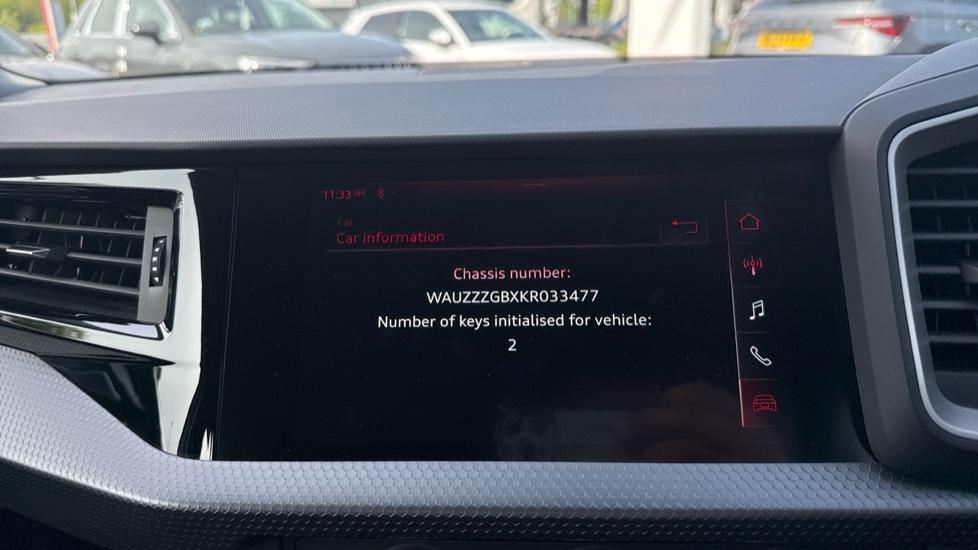 11:33 AM
Car
Car information
Chassis number:
WAUZZZGBXKR033477
Number of keys initialised for vehicle:
2